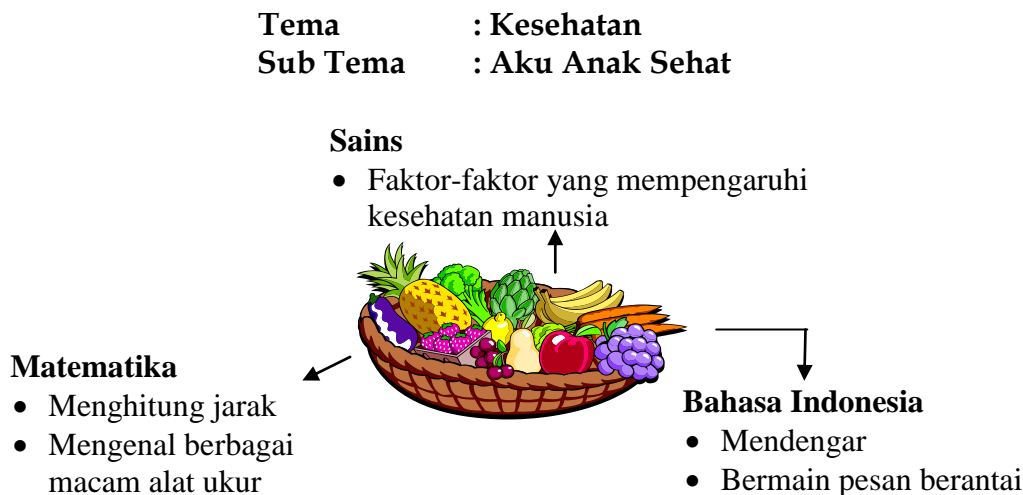 Tema : Kesehatan
Sub Tema : Aku Anak Sehat
Sains
• Faktor-faktor yang mempengaruhi
kesehatan manusia
Matematika
• Menghitung jarak
• Mengenal berbagai
macam alat ukur
Bahasa Indonesia
• Mendengar
• Bermain pesan berantai